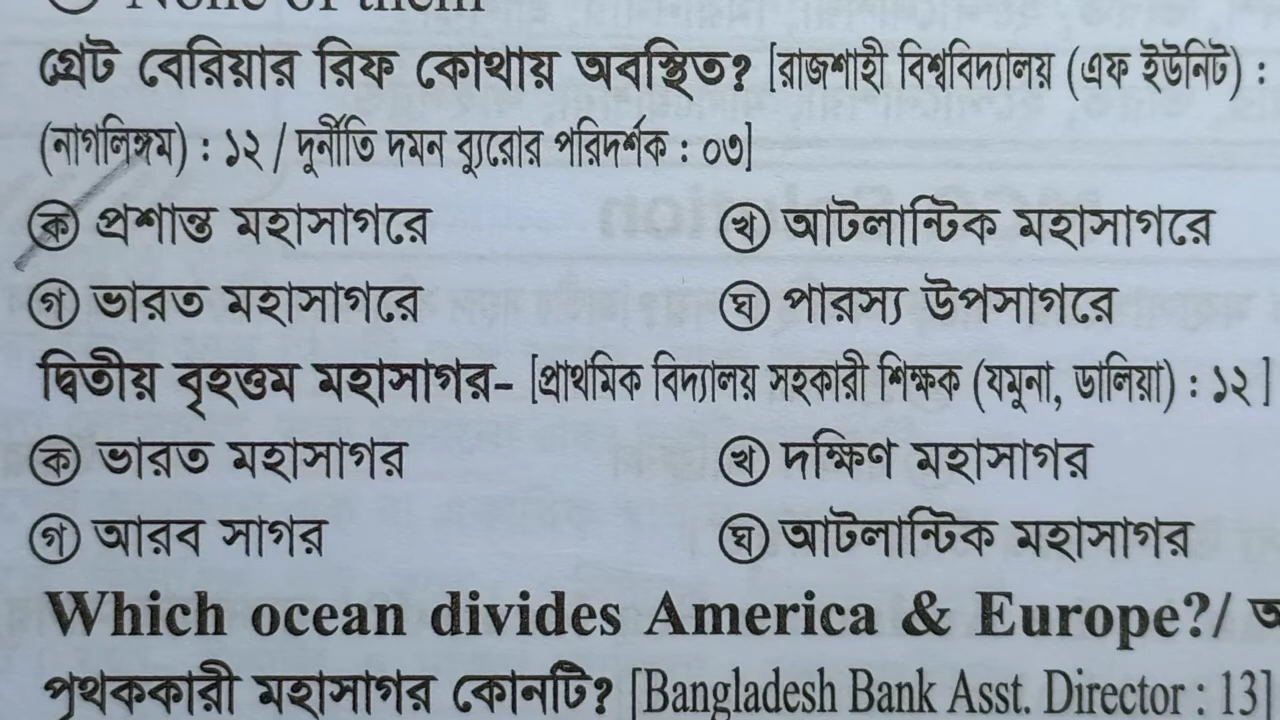 None of them
গ্রেট বেরিয়ার রিফ কোথায় অবস্থিত? [রাজশাহী বিশ্ববিদ্যালয় (এফ ইউনিট) :
(নাগলিঙ্গম) : ১২ / দুর্নীতি দমন ব্যুরোর পরিদর্শক : ০৩]
ক প্রশান্ত মহাসাগরে খ আটলান্টিক মহাসাগরে
গ ভারত মহাসাগরে ঘ পারস্য উপসাগরে
দ্বিতীয় বৃহত্তম মহাসাগর- [প্রাথমিক বিদ্যালয় সহকারী শিক্ষক (যমুনা, ডালিয়া) : ১২ ]
ক ভারত মহাসাগর খ দক্ষিণ মহাসাগর
গ আরব সাগর ঘ আটলান্টিক মহাসাগর
Which ocean divides America & Europe?/
পৃথককারী মহাসাগর কোনটি? [Bangladesh Bank Asst. Director : 13]